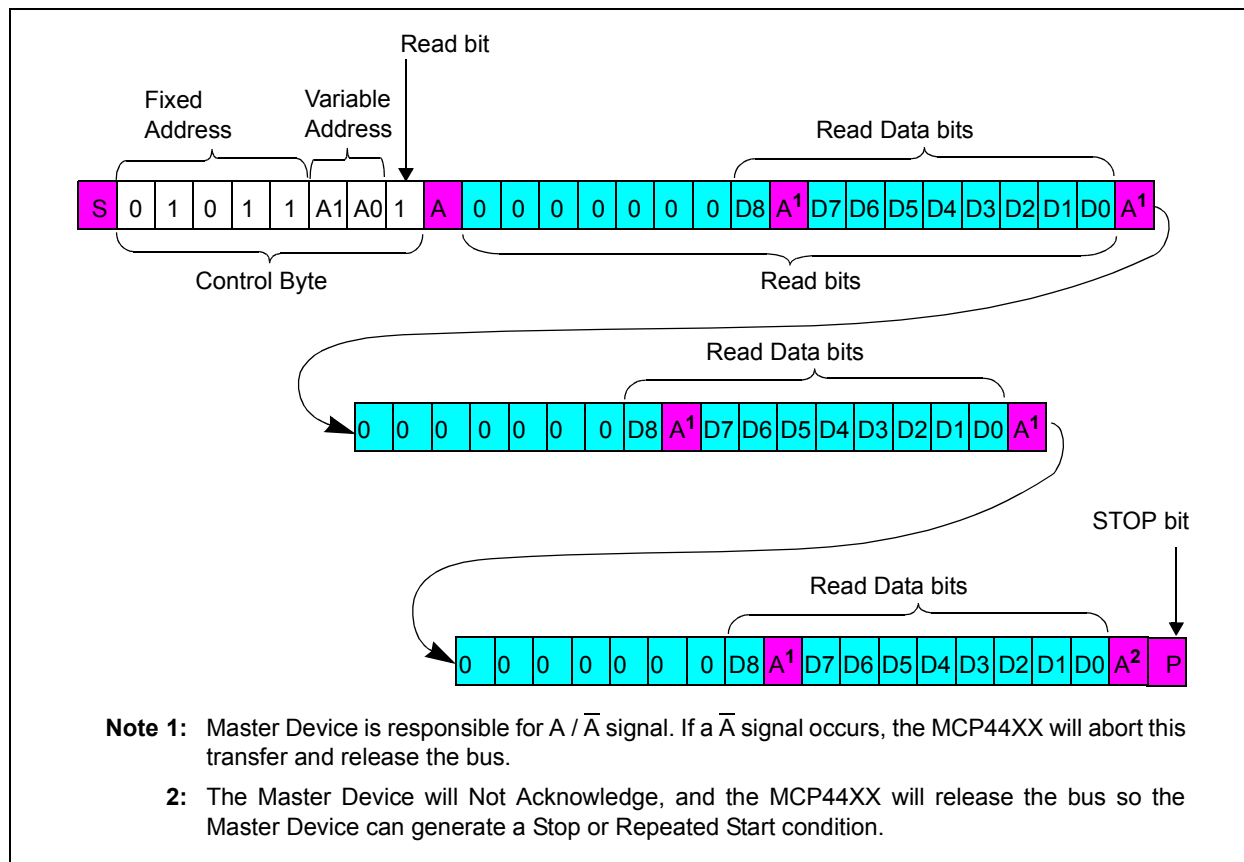 Read bit
Fixed Address
Variable Address
Read Data bits
S 0 1 0 1 1 A1 A0 1 A 0 0 0 0 0 0 0 D8 A¹ D7 D6 D5 D4 D3 D2 D1 D0 A¹
Control Byte
Read bits
Read Data bits
0 0 0 0 0 0 0 D8 A¹ D7 D6 D5 D4 D3 D2 D1 D0 A¹
STOP bit
Read Data bits
0 0 0 0 0 0 0 D8 A¹ D7 D6 D5 D4 D3 D2 D1 D0 A² P
Note 1: Master Device is responsible for A / A̅ signal. If a A̅ signal occurs, the MCP44XX will abort this
transfer and release the bus.
2: The Master Device will Not Acknowledge, and the MCP44XX will release the bus so the
Master Device can generate a Stop or Repeated Start condition.